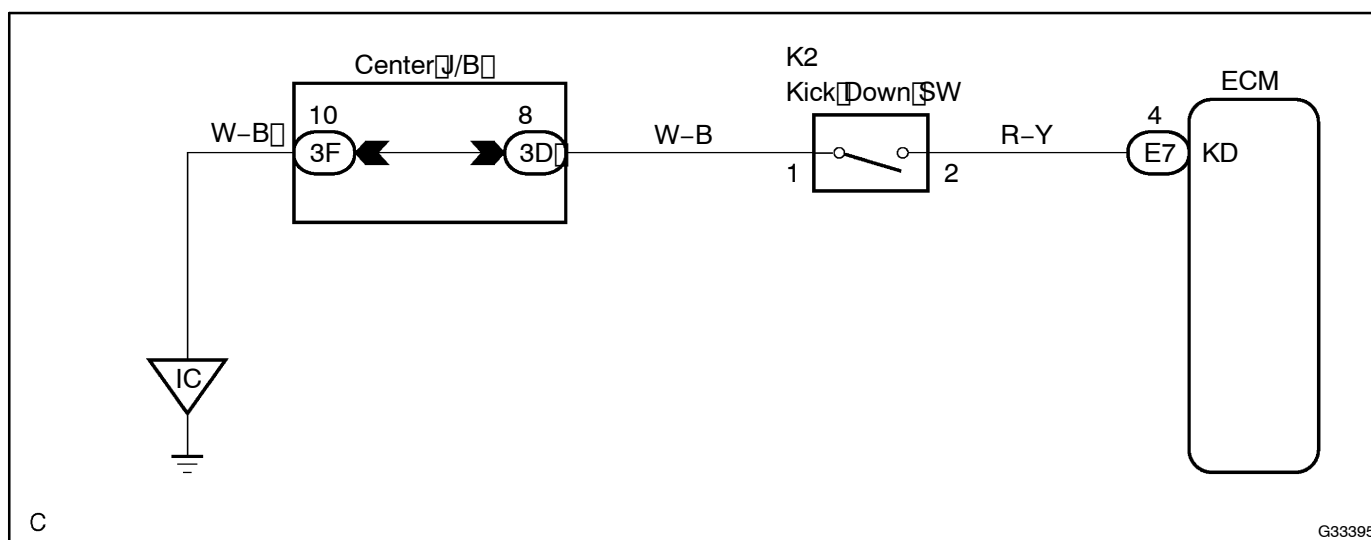 Center J/B
K2
Kick Down SW
ECM
W–B
10
3F
8
3D
W–B
1
2
R–Y
4
E7
KD
IC
C
G33395